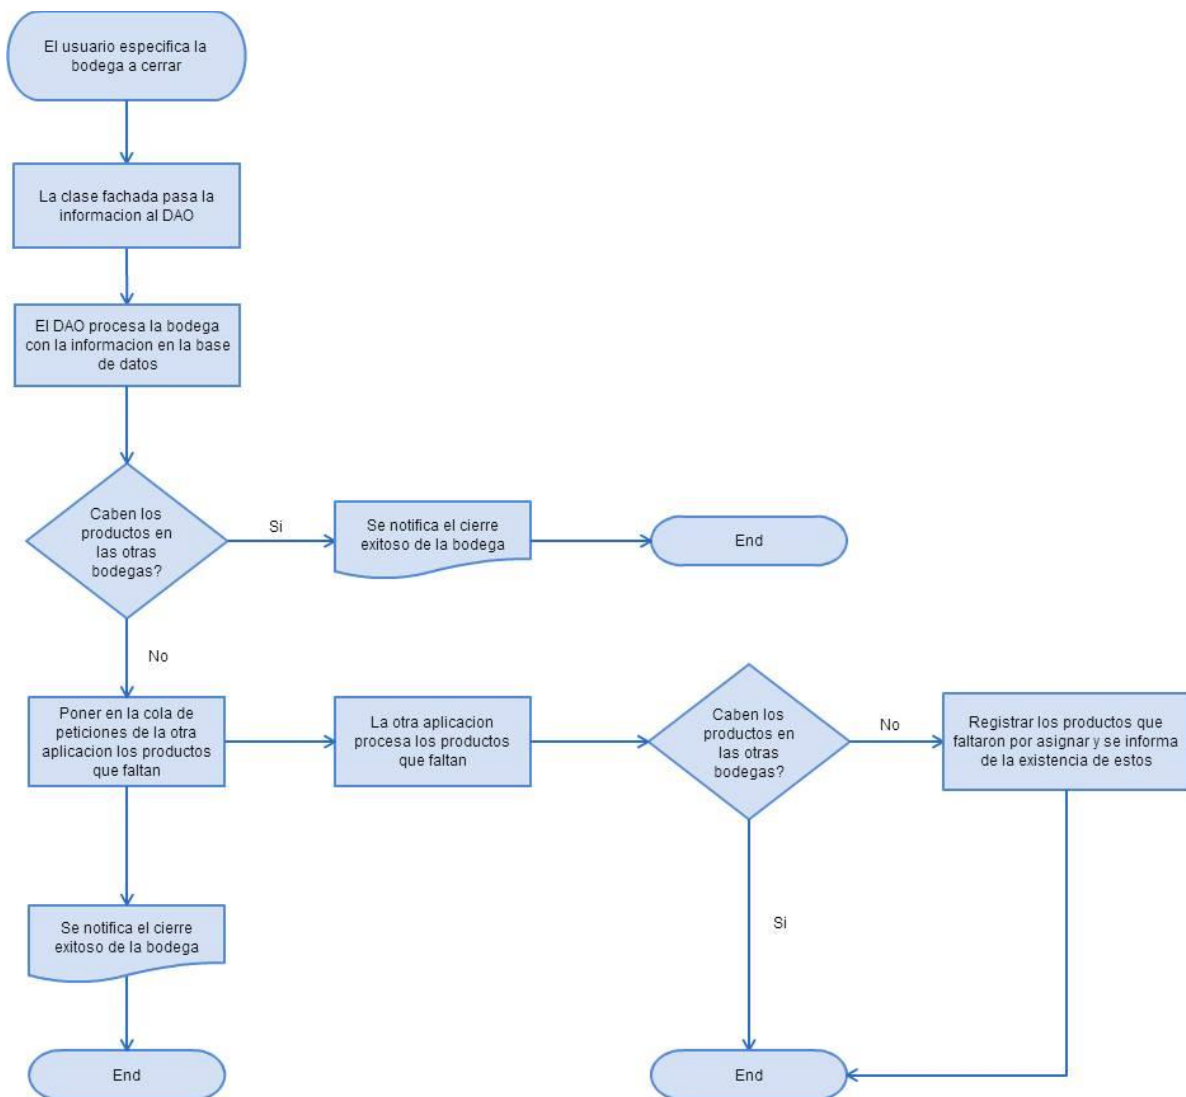 El usuario especifica la
bodega a cerrar
La clase fachada pasa la
informacion al DAO
El DAO procesa la bodega
con la informacion en la base
de datos
Caben los
productos en
las otras
bodegas?
Si
Se notifica el cierre
exitoso de la bodega
End
No
Poner en la cola de
peticiones de la otra
aplicacion los productos
que faltan
La otra aplicacion
procesa los productos
que faltan
Caben los
productos en
las otras
bodegas?
No
Registrar los productos que
faltaron por asignar y se informa
de la existencia de estos
Si
Se notifica el cierre
exitoso de la bodega
End
End